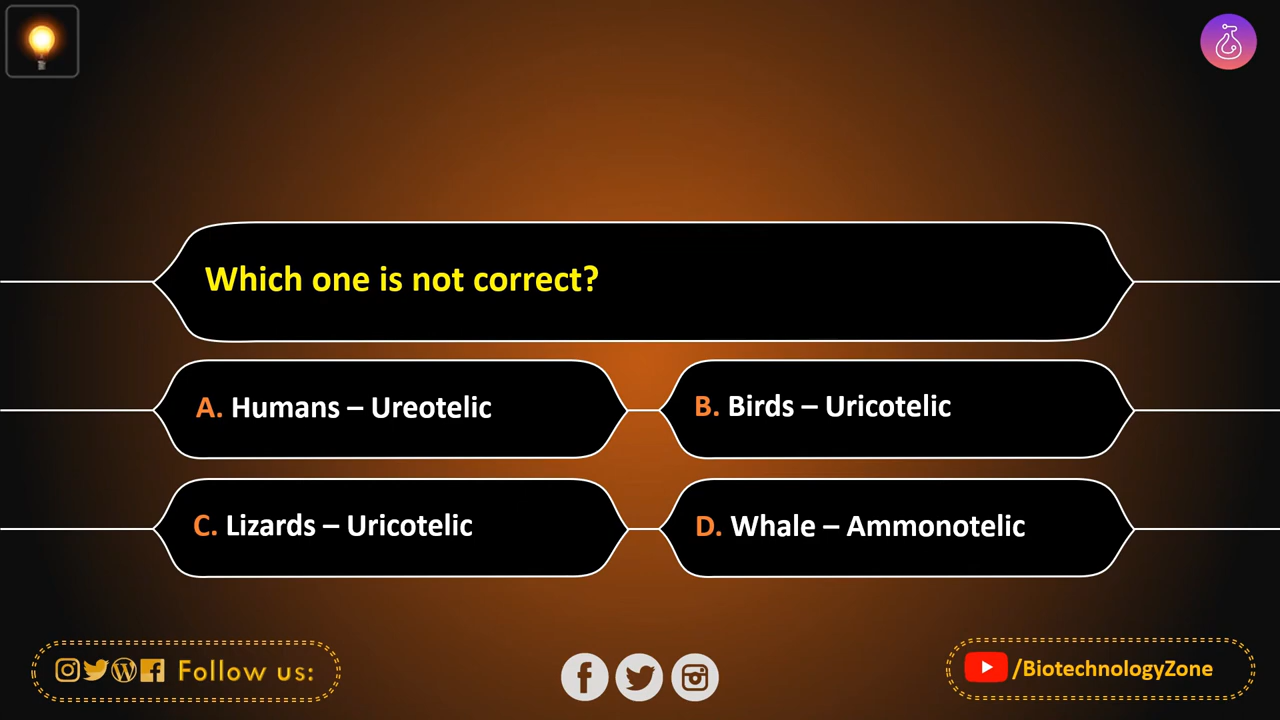 Which one is not correct?
A. Humans – Ureotelic
B. Birds – Uricotelic
C. Lizards – Uricotelic
D. Whale – Ammonotelic
Follow us:
/BiotechnologyZone